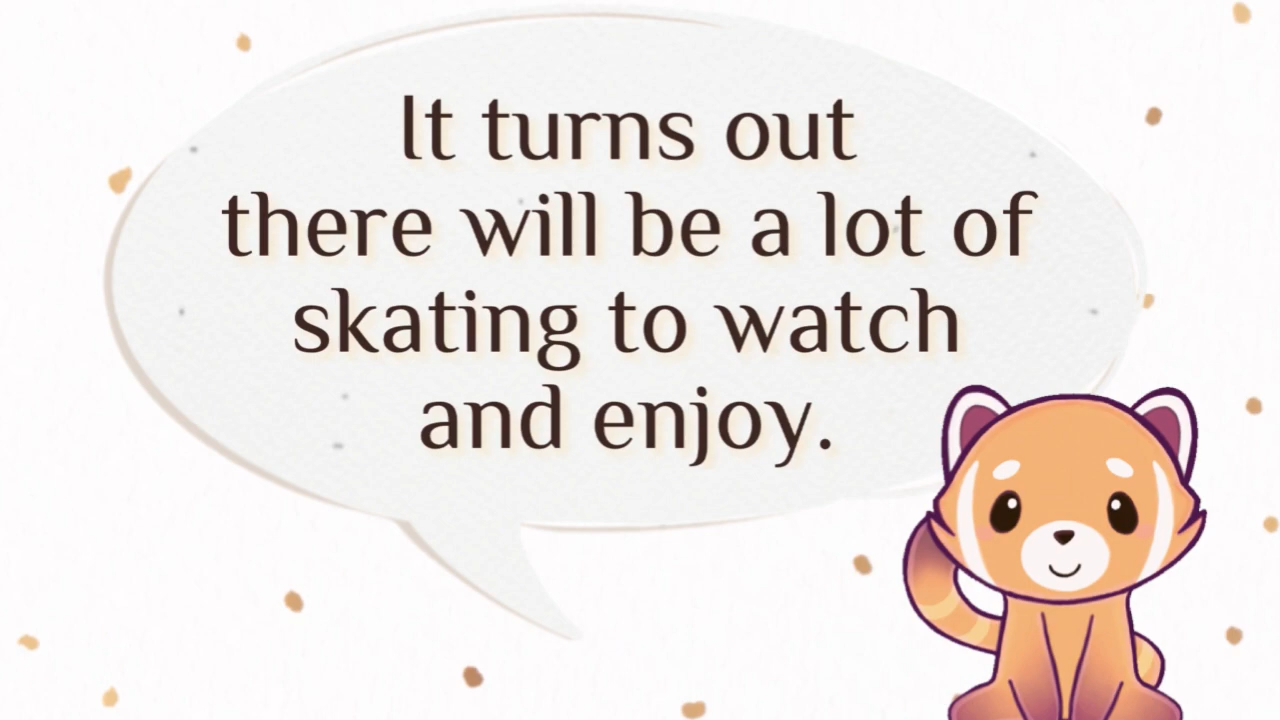 It turns out
there will be a lot of
skating to watch
and enjoy.